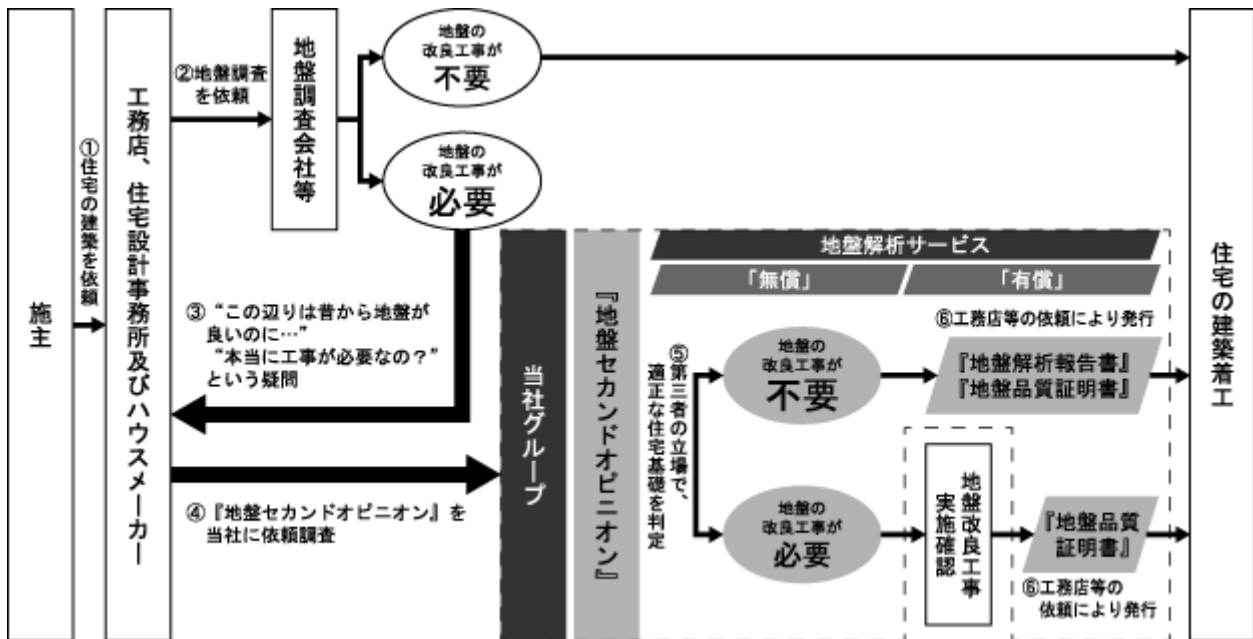 施主
①住宅の建築を依頼
工務店、住宅設計事務所及びハウスメーカー
②地盤調査
を依頼
地盤調査会社等
地盤の
改良工事が
不要
地盤の
改良工事が
必要
③“この辺りは昔から地盤が
良いのに…”
“本当に工事が必要なの？”
という疑問
④『地盤セカンドオピニオン』を
当社に依頼調査
当社グループ
『地盤セカンドオピニオン』
地盤解析サービス
「無償」
「有償」
⑤第三者の立場で、
適正な住宅基礎を判定
地盤の
改良工事が
不要
⑥工務店等の依頼により発行
『地盤解析報告書』
『地盤品質証明書』
地盤の
改良工事が
必要
地盤改良工事
実施確認
『地盤品質
証明書』
⑥工務店等の
依頼により発行
住宅の建築着工